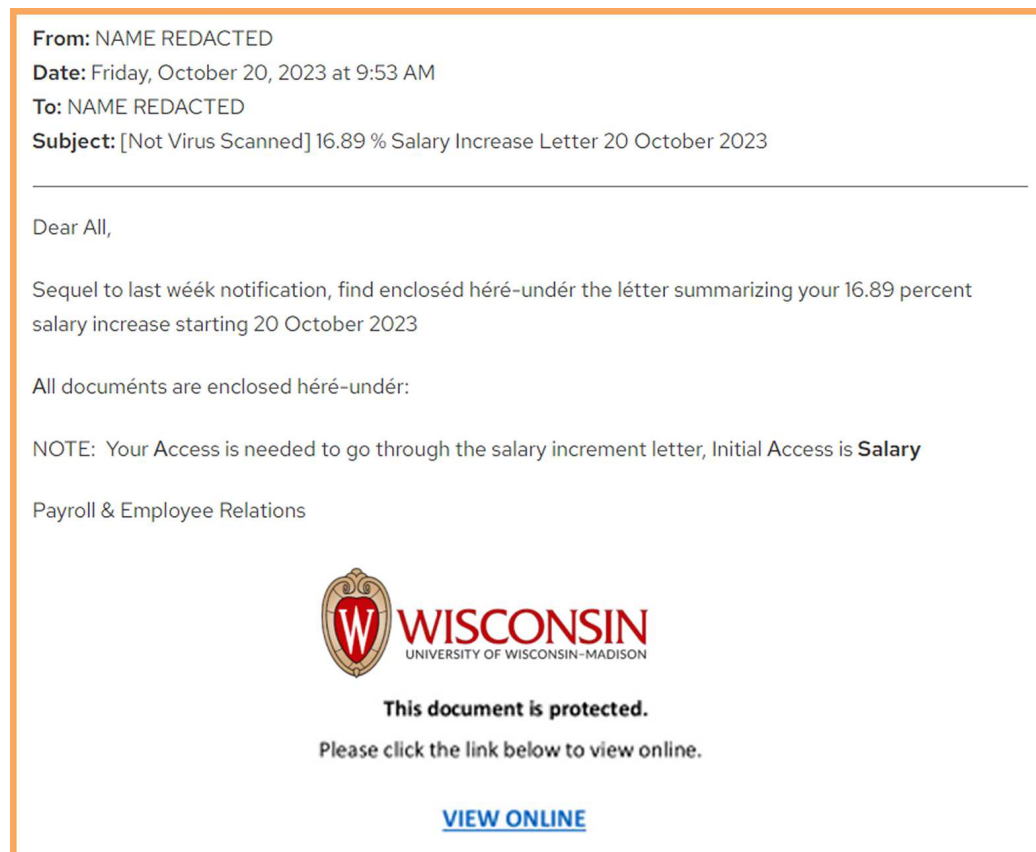 From: NAME REDACTED
Date: Friday, October 20, 2023 at 9:53 AM
To: NAME REDACTED
Subject: [Not Virus Scanned] 16.89 % Salary Increase Letter 20 October 2023
Dear All,
Sequel to last wéék notification, find encloséd héré-undér the léttér summarizing your 16.89 percent
salary increase starting 20 October 2023
All documénts are enclosed héré-undér:
NOTE: Your Access is needed to go through the salary increment letter, Initial Access is Salary
Payroll & Employee Relations
W
WISCONSIN
UNIVERSITY OF WISCONSIN–MADISON
This document is protected.
Please click the link below to view online.
VIEW ONLINE